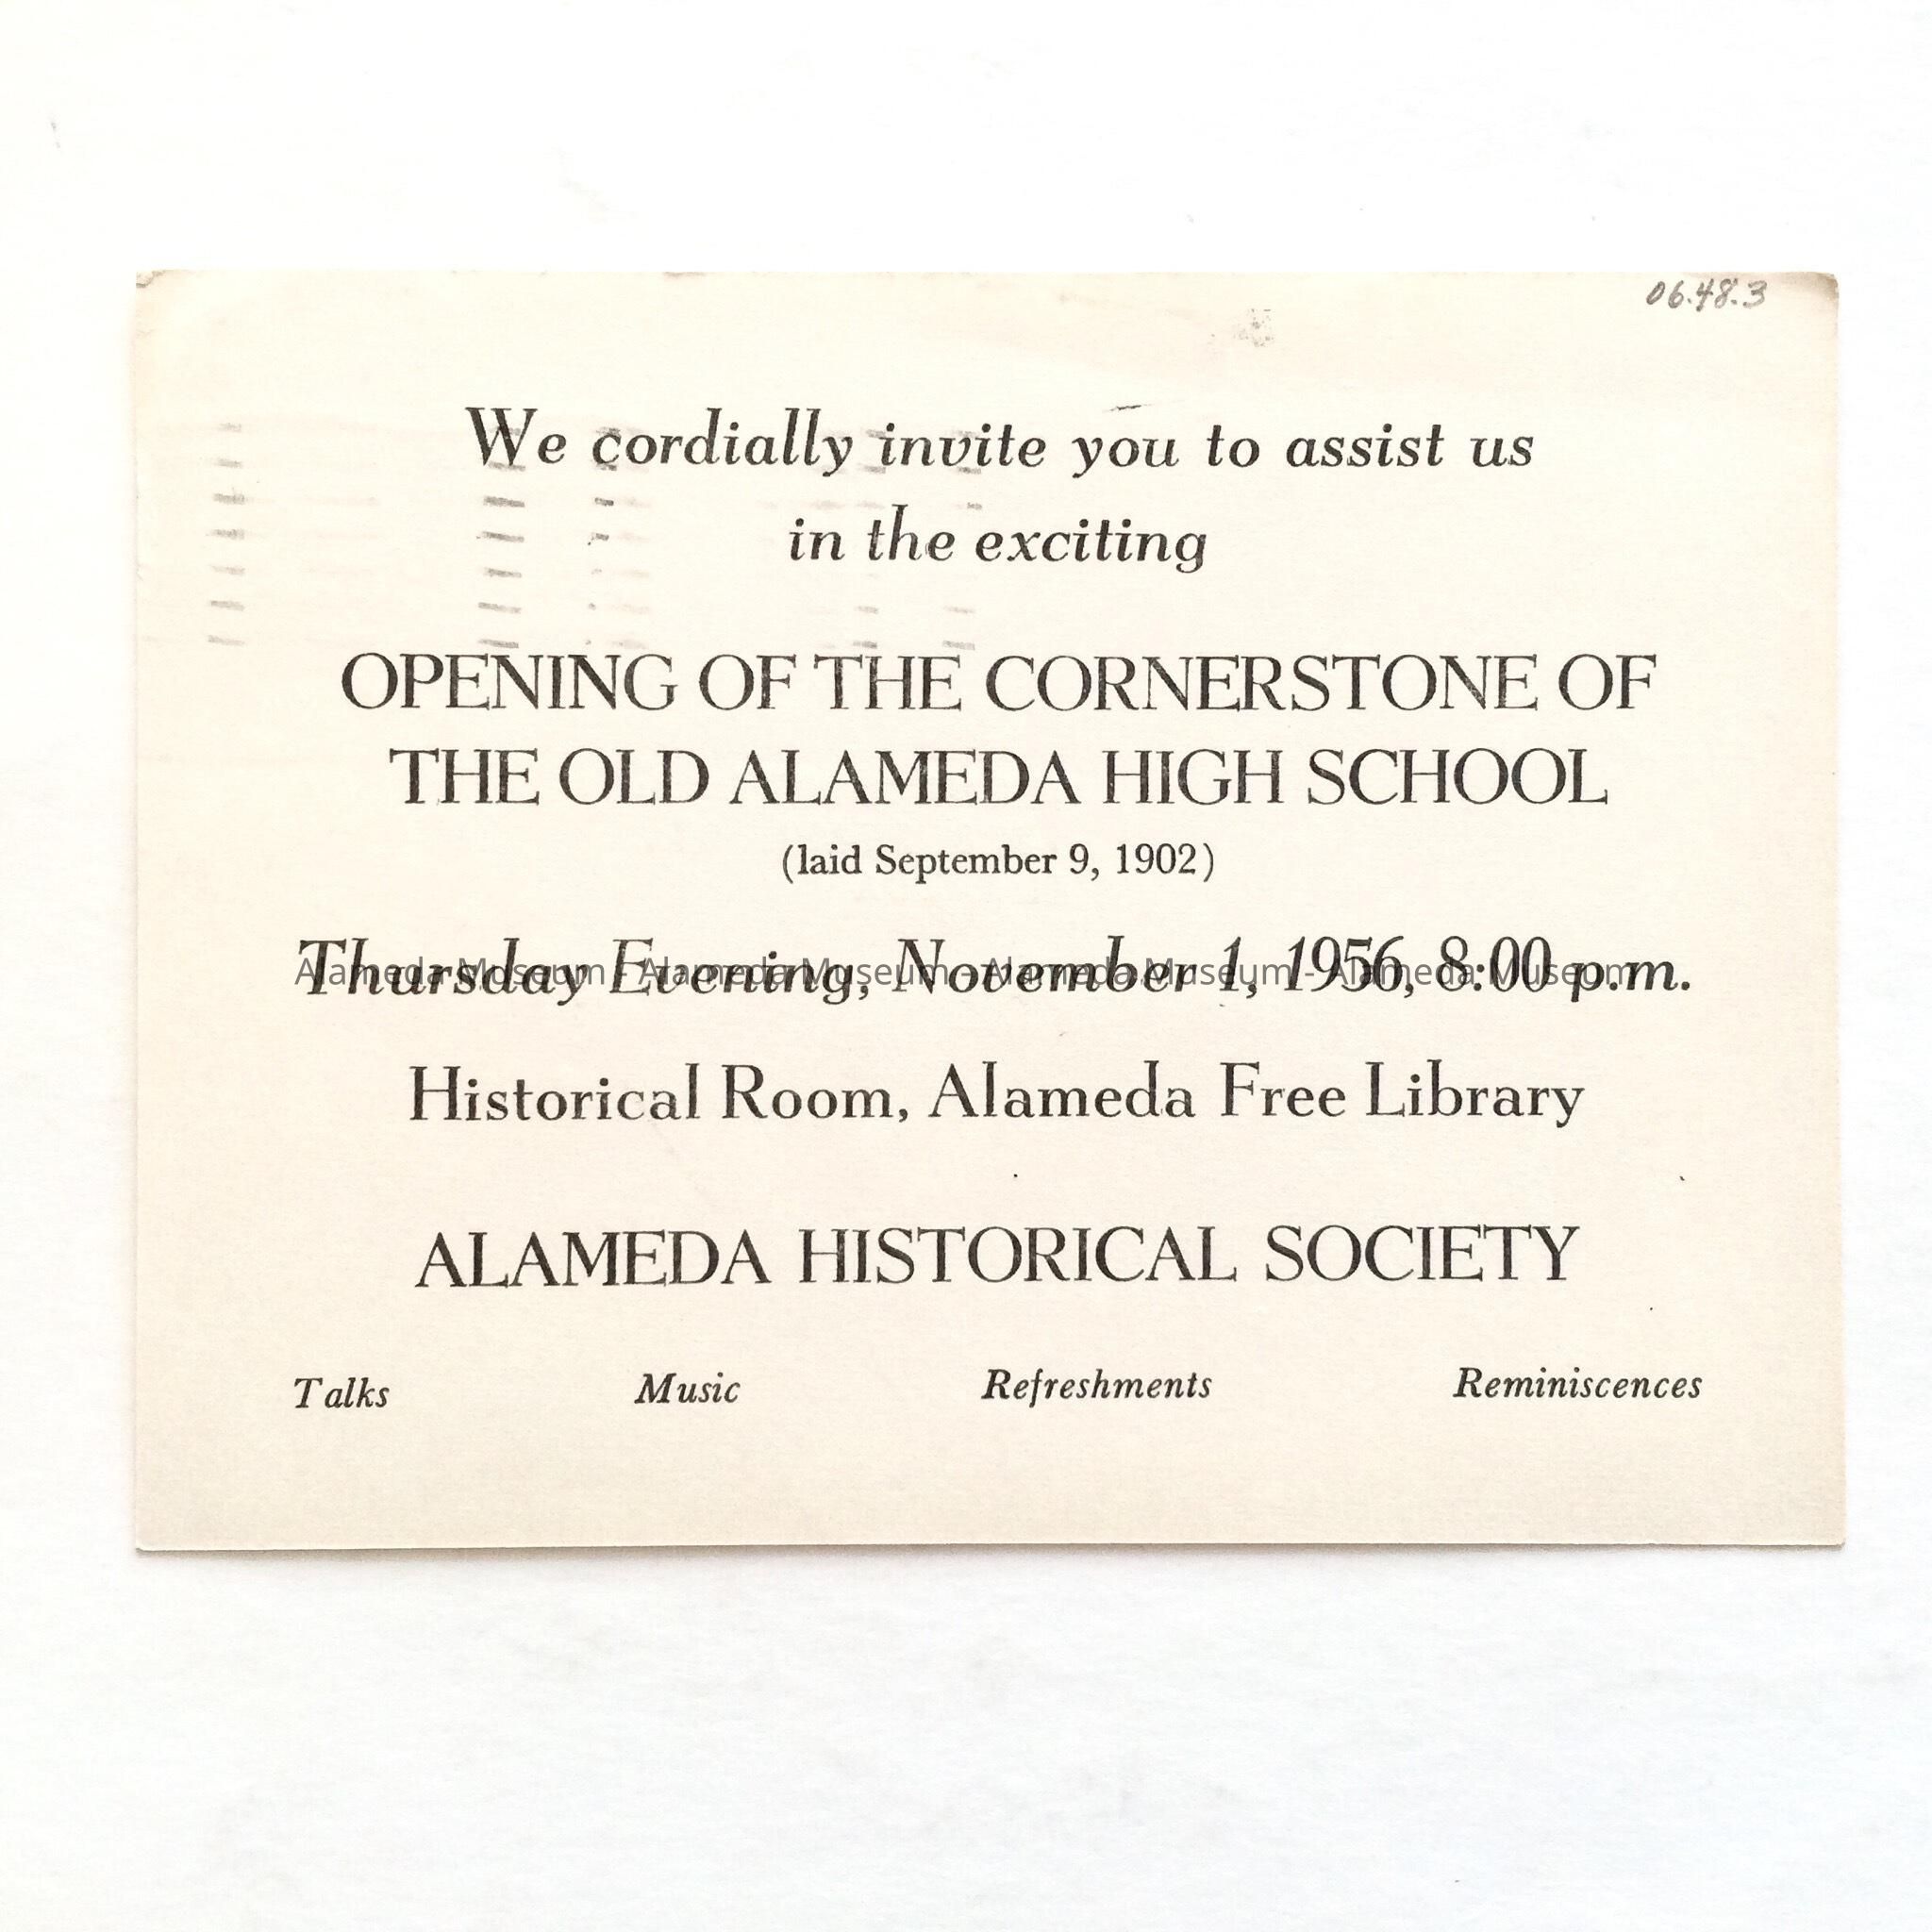 06.48.3
We cordially invite you to assist us
in the exciting
OPENING OF THE CORNERSTONE OF
THE OLD ALAMEDA HIGH SCHOOL
(laid September 9, 1902)
Thursday Evening, November 1, 1956, 8:00 p.m.
Alameda Museum - Alameda Museum - Alameda Museum - Alameda Museum
Historical Room, Alameda Free Library
ALAMEDA HISTORICAL SOCIETY
Talks Music Refreshments Reminiscences